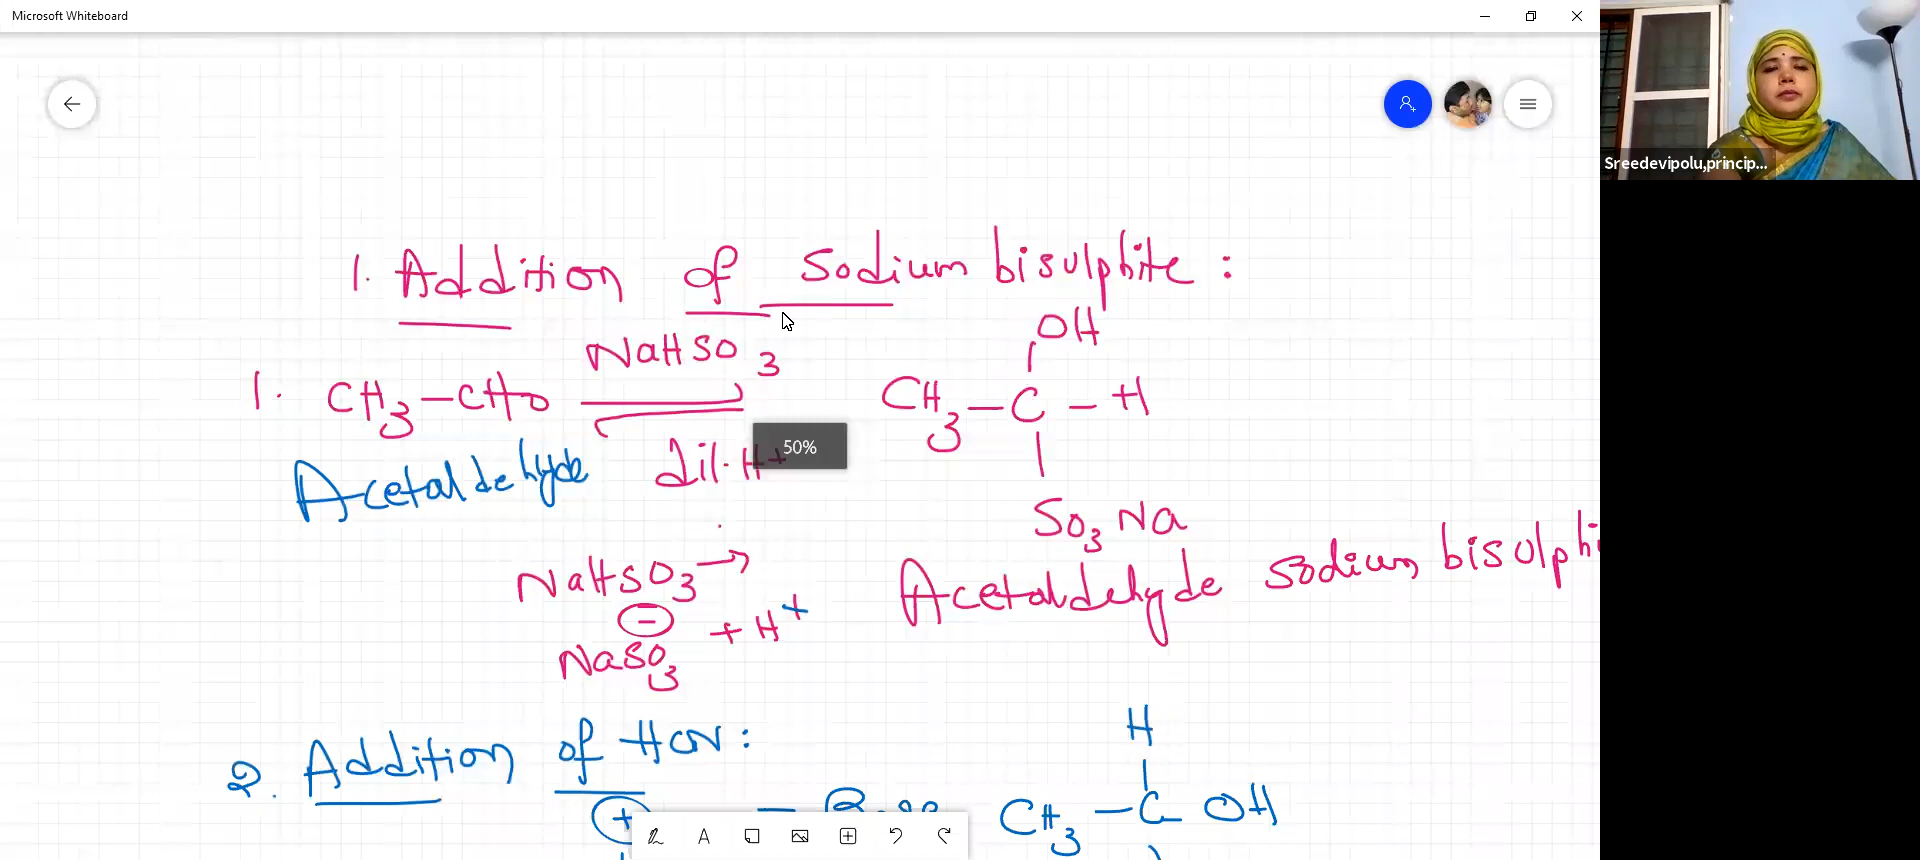 Microsoft Whiteboard
Sreedevipolu,princip...
1. Addition of Sodium bisulphite :
OH
NaHSO3
1. CH3-CHO CH3-C-H
50%
Acetaldehyde dil. H+
SO3Na
NaHSO3→ Acetaldehyde sodium bisulphi
- + H+
NaSO3
H
2. Addition of HCN :
+ - Base CH3-C OH
A